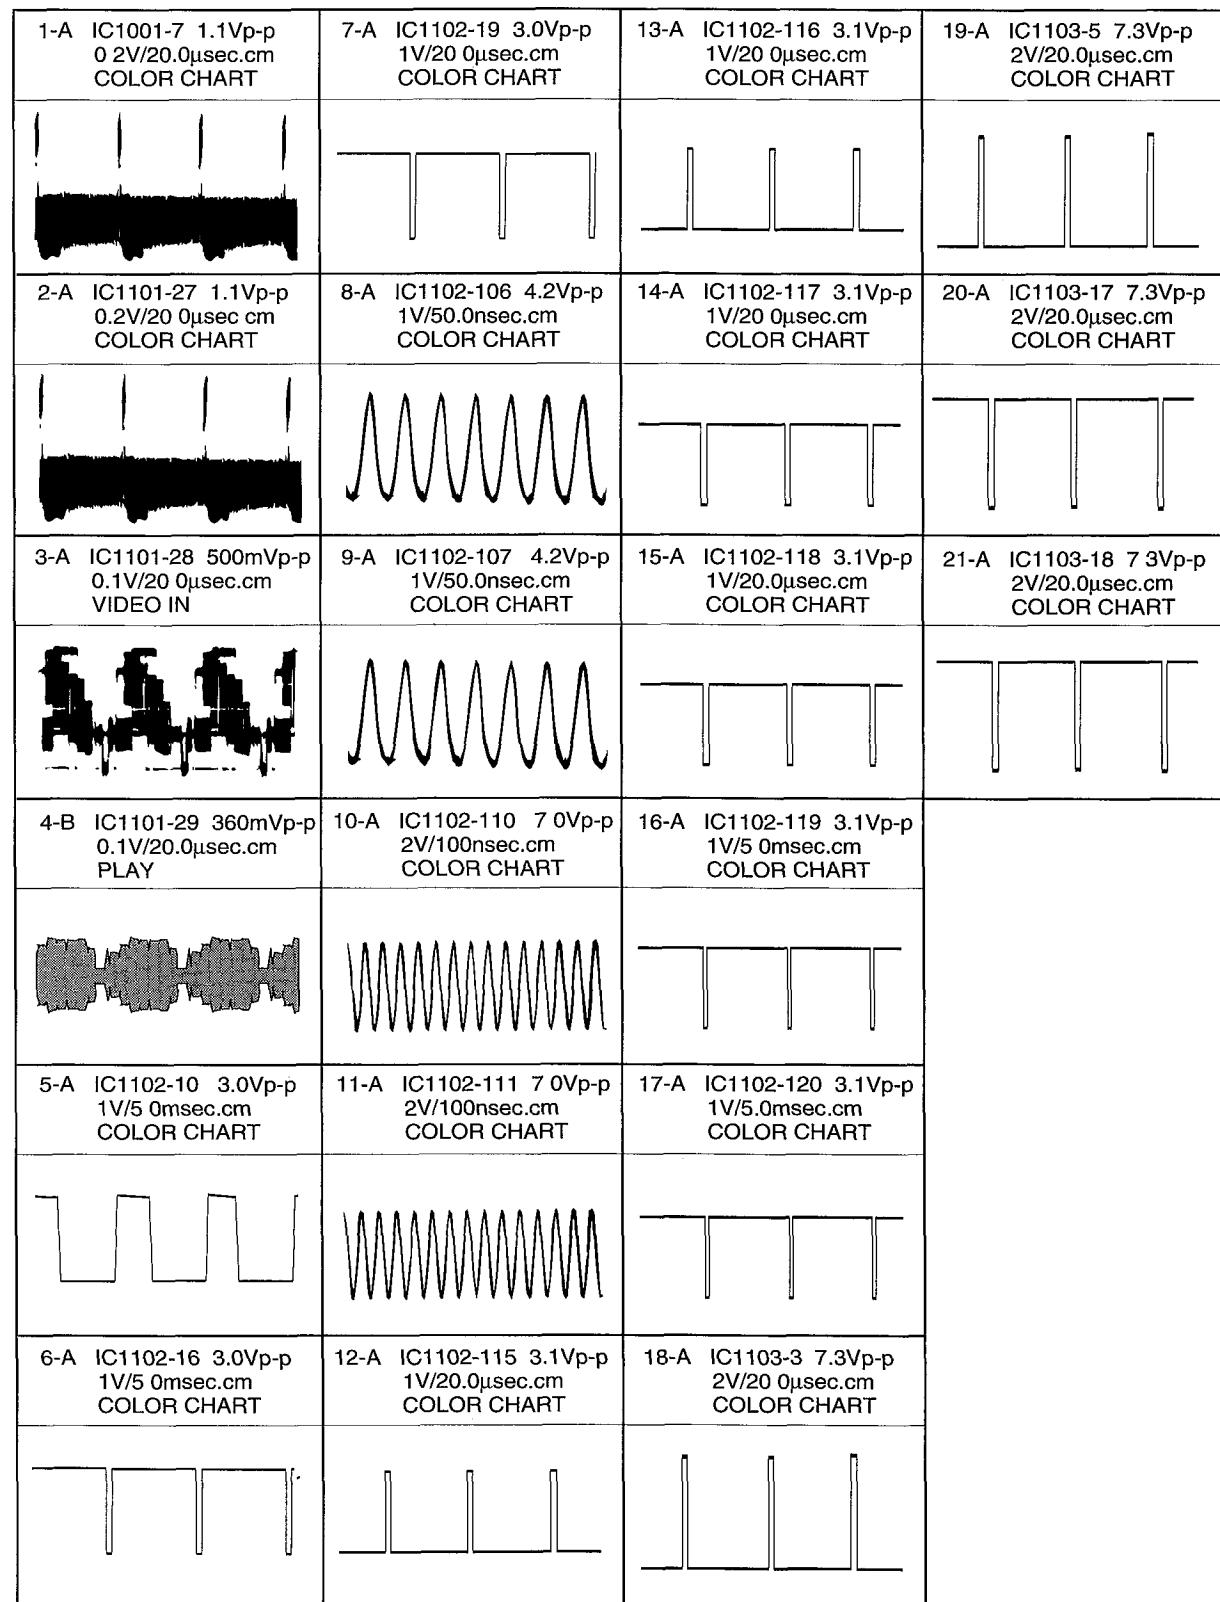 1-A IC1001-7 1.1Vp-p
0 2V/20.0μsec.cm
COLOR CHART
2-A IC1101-27 1.1Vp-p
0.2V/20 0μsec cm
COLOR CHART
3-A IC1101-28 500mVp-p
0.1V/20 0μsec.cm
VIDEO IN
4-B IC1101-29 360mVp-p
0.1V/20.0μsec.cm
PLAY
5-A IC1102-10 3.0Vp-p
1V/5 0msec.cm
COLOR CHART
6-A IC1102-16 3.0Vp-p
1V/5 0msec.cm
COLOR CHART
7-A IC1102-19 3.0Vp-p
1V/20 0μsec.cm
COLOR CHART
8-A IC1102-106 4.2Vp-p
1V/50.0nsec.cm
COLOR CHART
9-A IC1102-107 4.2Vp-p
1V/50.0nsec.cm
COLOR CHART
10-A IC1102-110 7 0Vp-p
2V/100nsec.cm
COLOR CHART
11-A IC1102-111 7 0Vp-p
2V/100nsec.cm
COLOR CHART
12-A IC1102-115 3.1Vp-p
1V/20.0μsec.cm
COLOR CHART
13-A IC1102-116 3.1Vp-p
1V/20 0μsec.cm
COLOR CHART
14-A IC1102-117 3.1Vp-p
1V/20 0μsec.cm
COLOR CHART
15-A IC1102-118 3.1Vp-p
1V/20.0μsec.cm
COLOR CHART
16-A IC1102-119 3.1Vp-p
1V/5 0msec.cm
COLOR CHART
17-A IC1102-120 3.1Vp-p
1V/5.0msec.cm
COLOR CHART
18-A IC1103-3 7.3Vp-p
2V/20 0μsec.cm
COLOR CHART
19-A IC1103-5 7.3Vp-p
2V/20.0μsec.cm
COLOR CHART
20-A IC1103-17 7.3Vp-p
2V/20.0μsec.cm
COLOR CHART
21-A IC1103-18 7 3Vp-p
2V/20.0μsec.cm
COLOR CHART